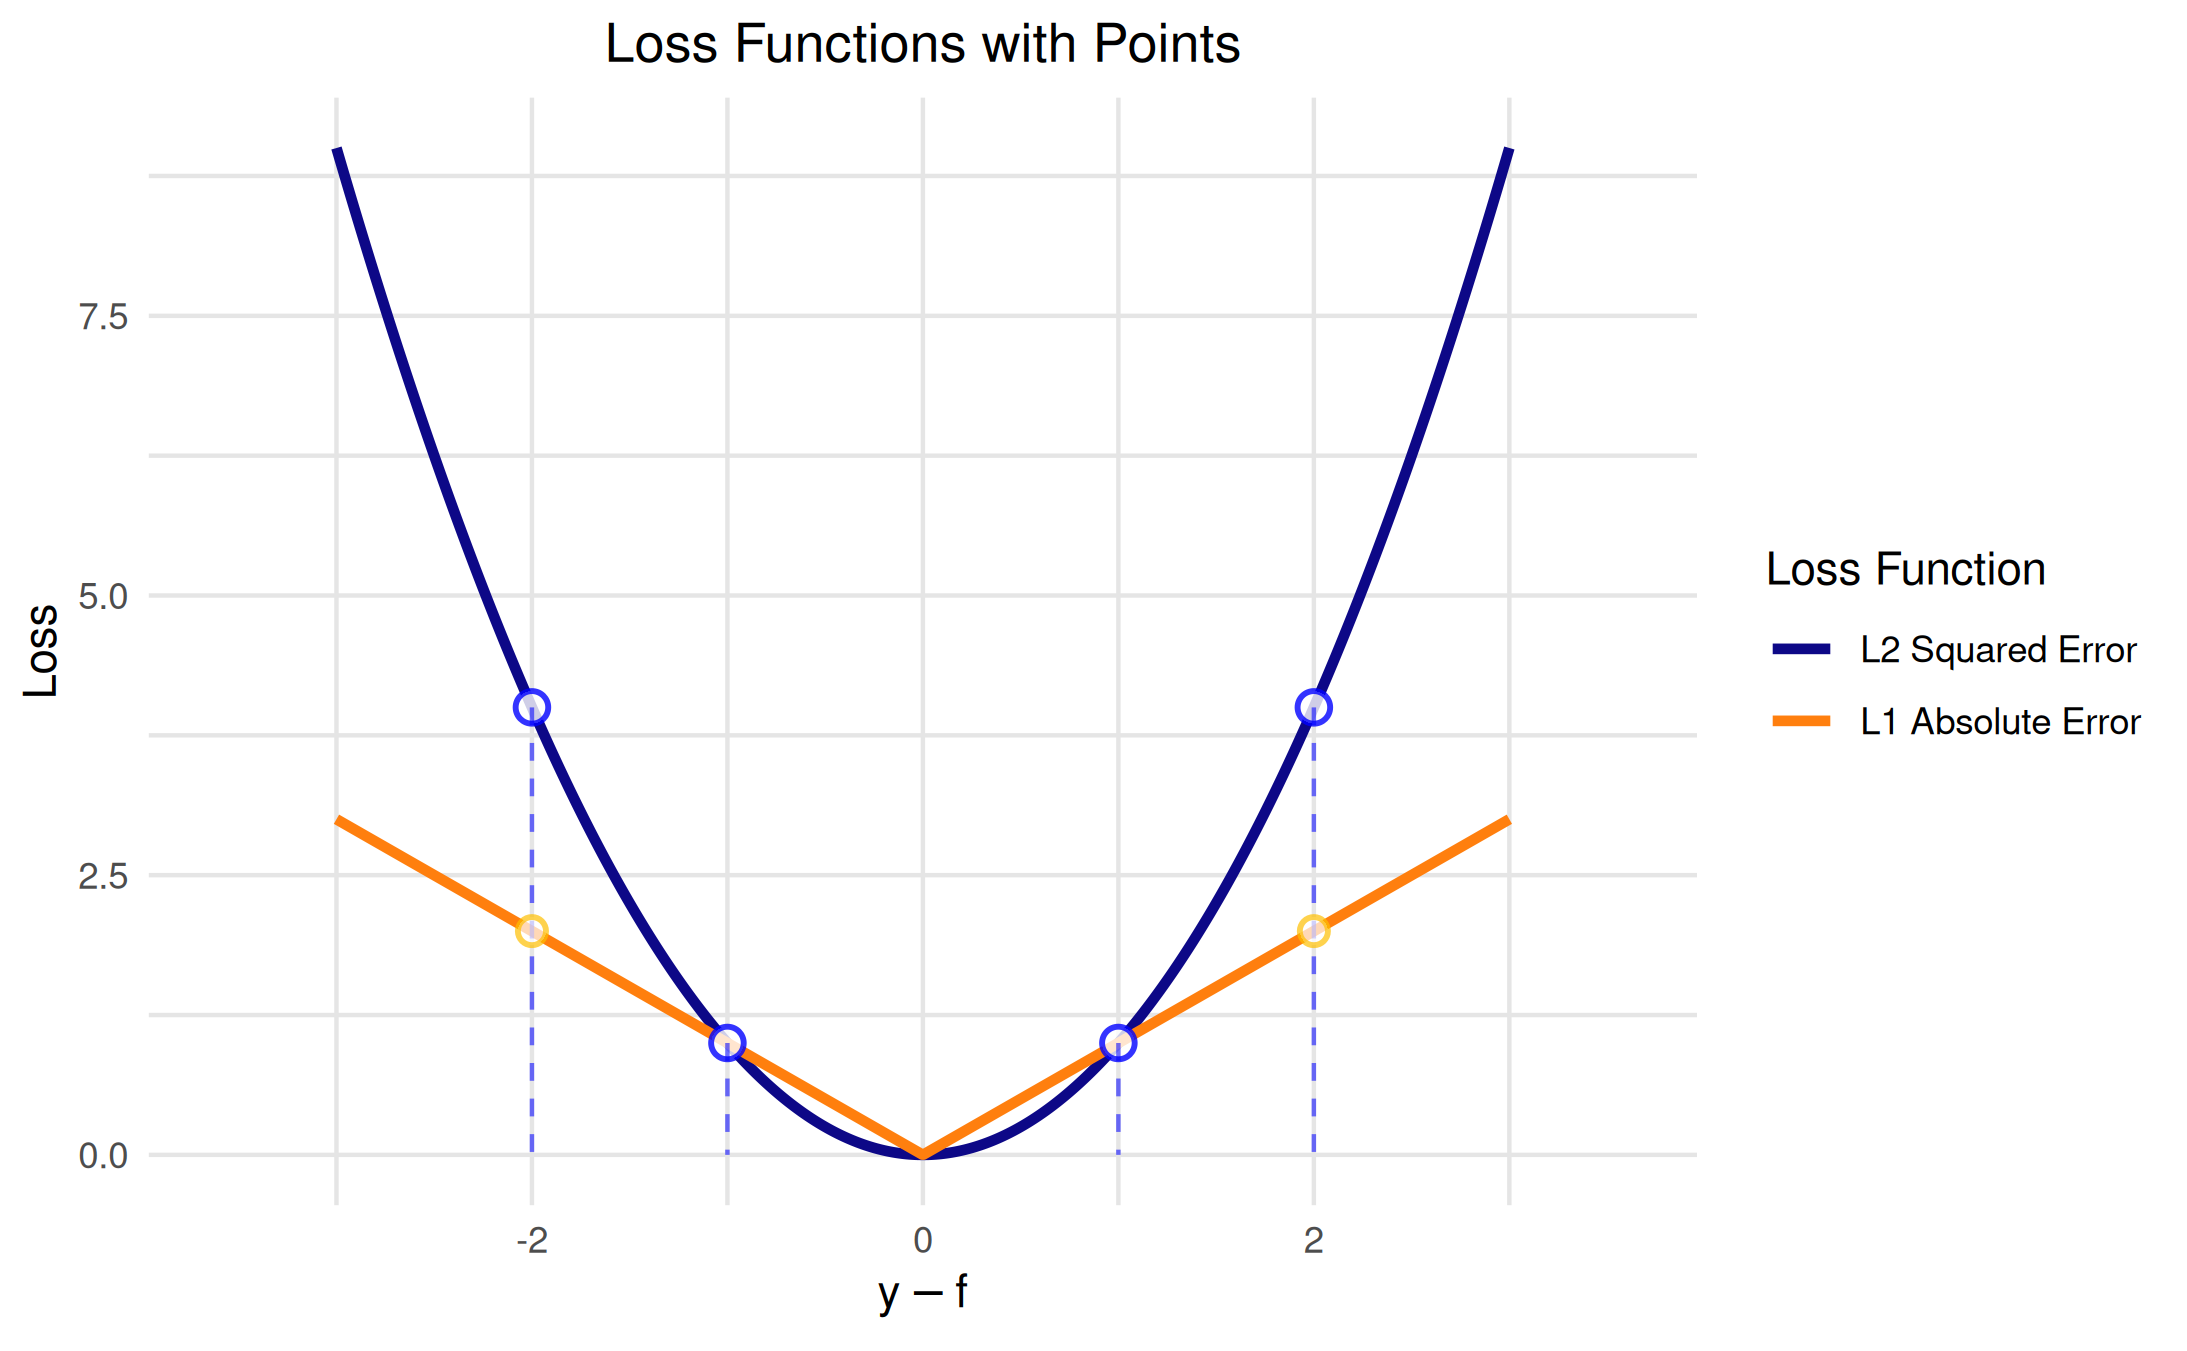 Loss Functions with Points
Loss
7.5
5.0
2.5
0.0
-2 0 2
y − f
Loss Function
L2 Squared Error
L1 Absolute Error